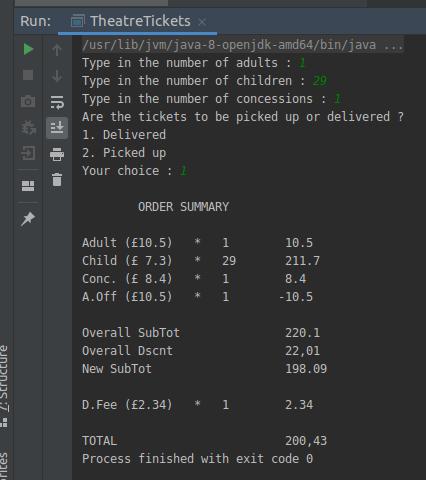 Run: TheatreTickets ×
/usr/lib/jvm/java-8-openjdk-amd64/bin/java ...
Type in the number of adults : 1
Type in the number of children : 29
Type in the number of concessions : 1
Are the tickets to be picked up or delivered ?
1. Delivered
2. Picked up
Your choice : 1
ORDER SUMMARY
Adult (£10.5) * 1 10.5
Child (£ 7.3) * 29 211.7
Conc. (£ 8.4) * 1 8.4
A.Off (£10.5) * 1 -10.5
Overall SubTot 220.1
Overall Dscnt 22,01
New SubTot 198.09
D.Fee (£2.34) * 1 2.34
TOTAL 200,43
Process finished with exit code 0
7: Structure